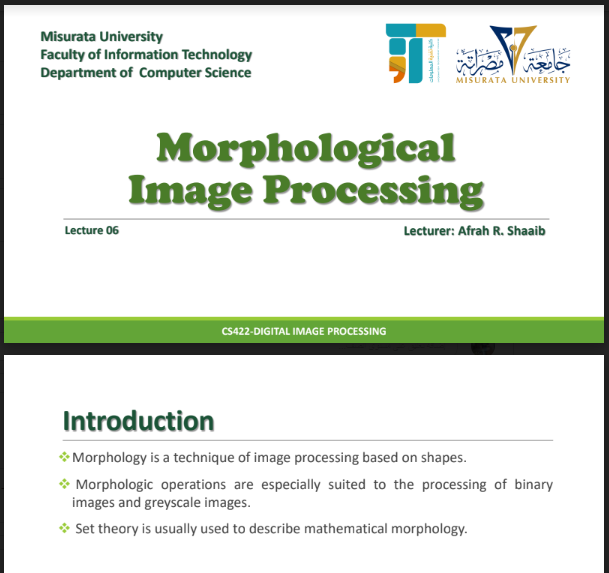 Misurata University
Faculty of Information Technology
Department of Computer Science
جامعة مصراتة
MISURATA UNIVERSITY
Morphological
Image Processing
Lecture 06
Lecturer: Afrah R. Shaaib
CS422-DIGITAL IMAGE PROCESSING
Introduction
Morphology is a technique of image processing based on shapes.
Morphologic operations are especially suited to the processing of binary
images and greyscale images.
Set theory is usually used to describe mathematical morphology.